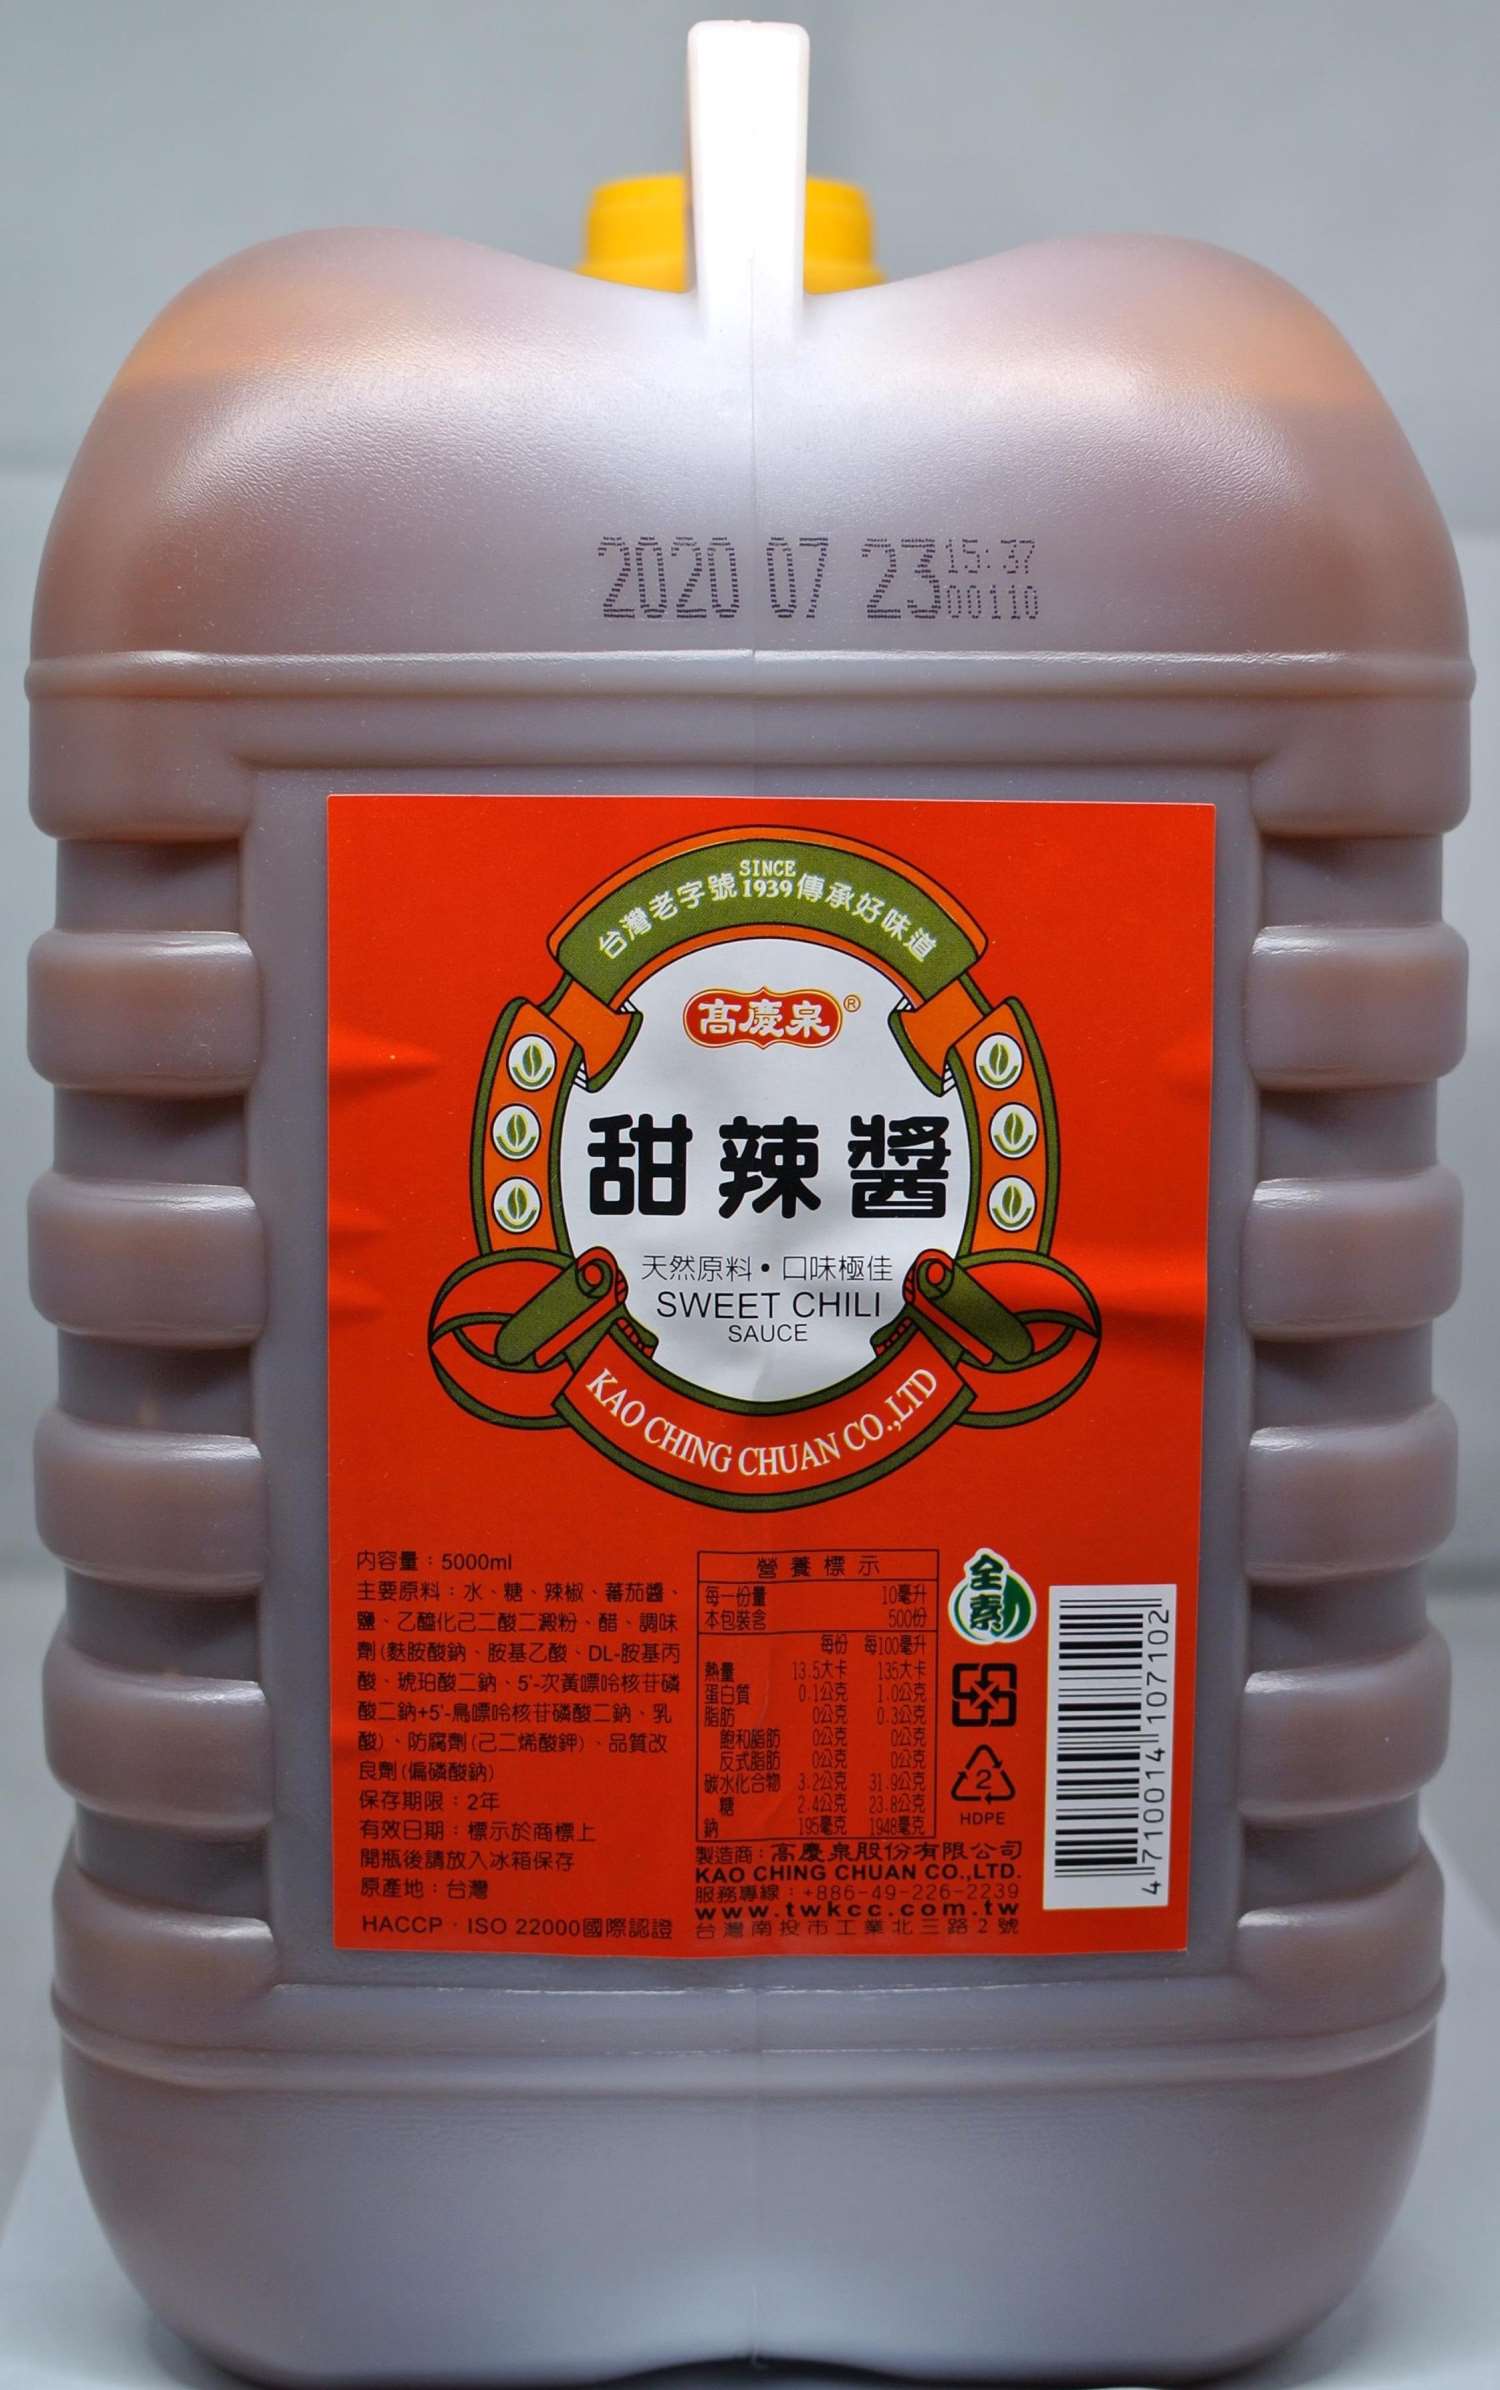 2020 07 23
15:37
00110
台灣老字號 SINCE 1939 傳承好味道
高慶泉®
甜辣醬
天然原料•口味極佳
SWEET CHILI
SAUCE
KAO CHING CHUAN CO.,LTD
內容量：5000ml
主要原料：水、糖、辣椒、蕃茄醬、
鹽、乙醯化己二酸二澱粉、醋、調味
劑(麩胺酸鈉、胺基乙酸、DL-胺基丙
酸、琥珀酸二鈉、5'-次黃嘌呤核苷磷
酸二鈉+5'-鳥嘌呤核苷磷酸二鈉、乳
酸)、防腐劑(己二烯酸鉀)、品質改
良劑(偏磷酸鈉)
保存期限：2年
有效日期：標示於商標上
開瓶後請放入冰箱保存
原產地：台灣
HACCP · ISO 22000國際認證
營養標示
每一份量 10毫升
本包裝含 500份
每份 每100毫升
熱量 13.5大卡 135大卡
蛋白質 0.1公克 1.0公克
脂肪 0公克 0.3公克
飽和脂肪 0公克 0公克
反式脂肪 0公克 0公克
碳水化合物 3.2公克 31.9公克
糖 2.4公克 23.8公克
鈉 195毫克 1948毫克
製造商：高慶泉股份有限公司
KAO CHING CHUAN CO.,LTD.
服務專線：+886-49-226-2239
www.twkcc.com.tw
台灣南投市工業北三路2號
全素
2
HDPE
4 710014 107102